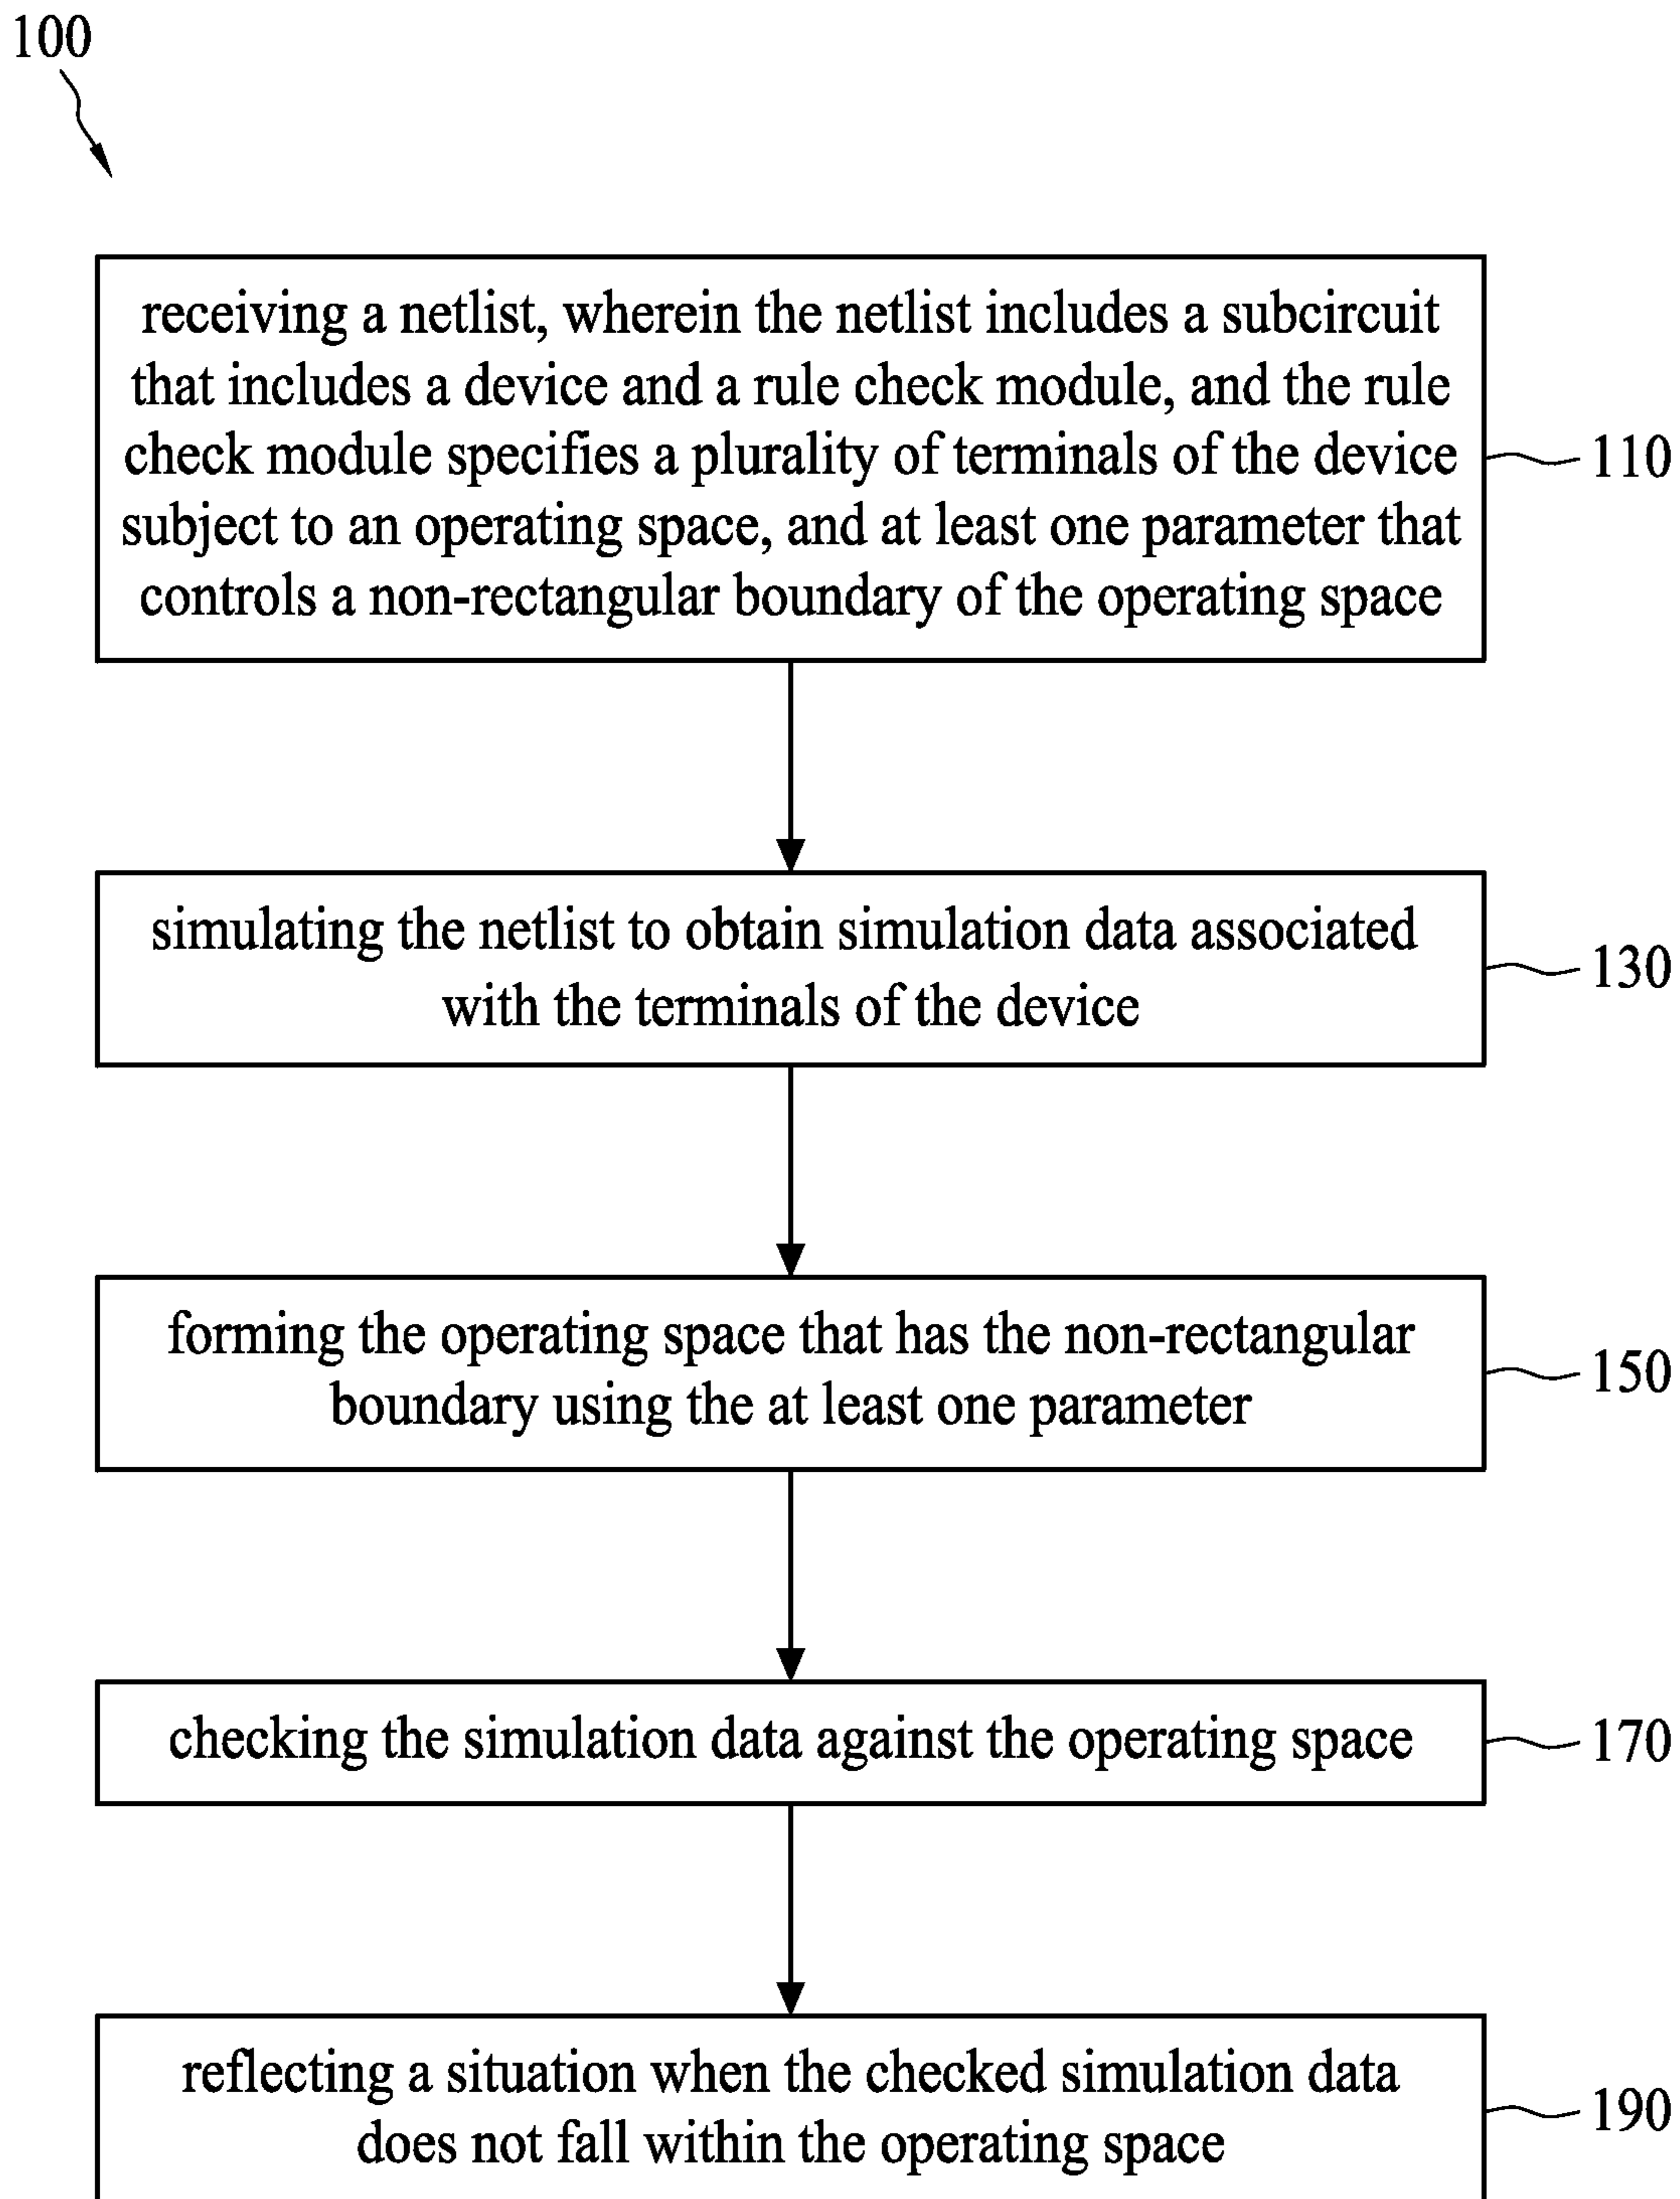 100
receiving a netlist, wherein the netlist includes a subcircuit
that includes a device and a rule check module, and the rule
check module specifies a plurality of terminals of the device
subject to an operating space, and at least one parameter that
controls a non-rectangular boundary of the operating space
110
simulating the netlist to obtain simulation data associated
with the terminals of the device
130
forming the operating space that has the non-rectangular
boundary using the at least one parameter
150
checking the simulation data against the operating space
170
reflecting a situation when the checked simulation data
does not fall within the operating space
190